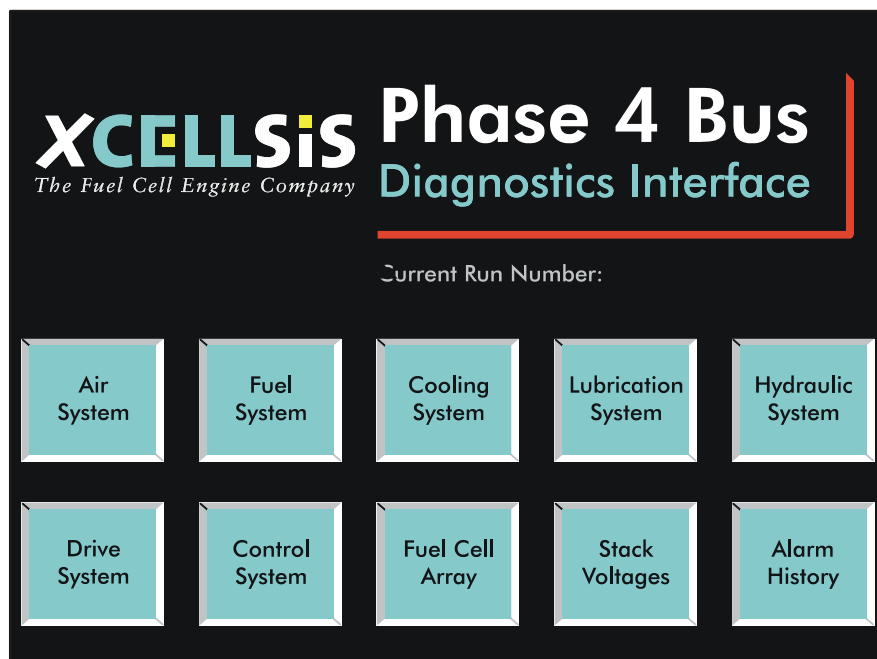 XCELLSiS
The Fuel Cell Engine Company
Phase 4 Bus
Diagnostics Interface
Current Run Number:
Air
System
Fuel
System
Cooling
System
Lubrication
System
Hydraulic
System
Drive
System
Control
System
Fuel Cell
Array
Stack
Voltages
Alarm
History